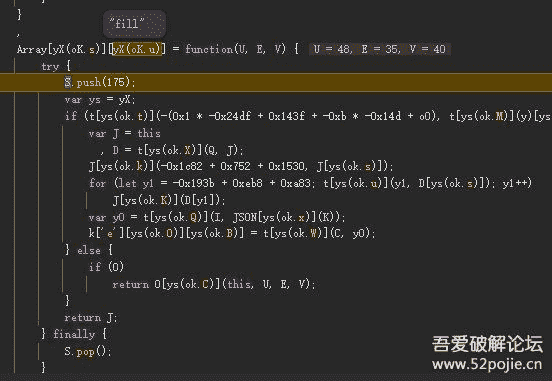 "fill"
}
,
Array[yX(oK.s)][yX(oK.u)] = function(U, E, V) { U = 48, E = 35, V = 40
try {
S.push(175);
var ys = yX;
if (t[ys(ok.t)](-(0x1 * -0x24df + 0x143f + -0xb * -0x14d + o0), t[ys(ok.M)](y)[ys
var J = this
, D = t[ys(ok.X)](Q, J);
J[ys(ok.k)](-0x1c82 + 0x752 + 0x1530, J[ys(ok.s)]);
for (let y1 = -0x193b + 0xeb8 + 0xa83; t[ys(ok.u)](y1, D[ys(ok.s)]); y1++)
J[ys(ok.K)](D[y1]);
var y0 = t[ys(ok.Q)](I, JSON[ys(ok.x)](K));
k['e'][ys(ok.O)][ys(ok.B)] = t[ys(ok.W)](C, y0);
} else {
if (0)
return O[ys(ok.C)](this, U, E, V);
}
return J;
} finally {
S.pop();
}
吾爱破解论坛
www.52pojie.cn